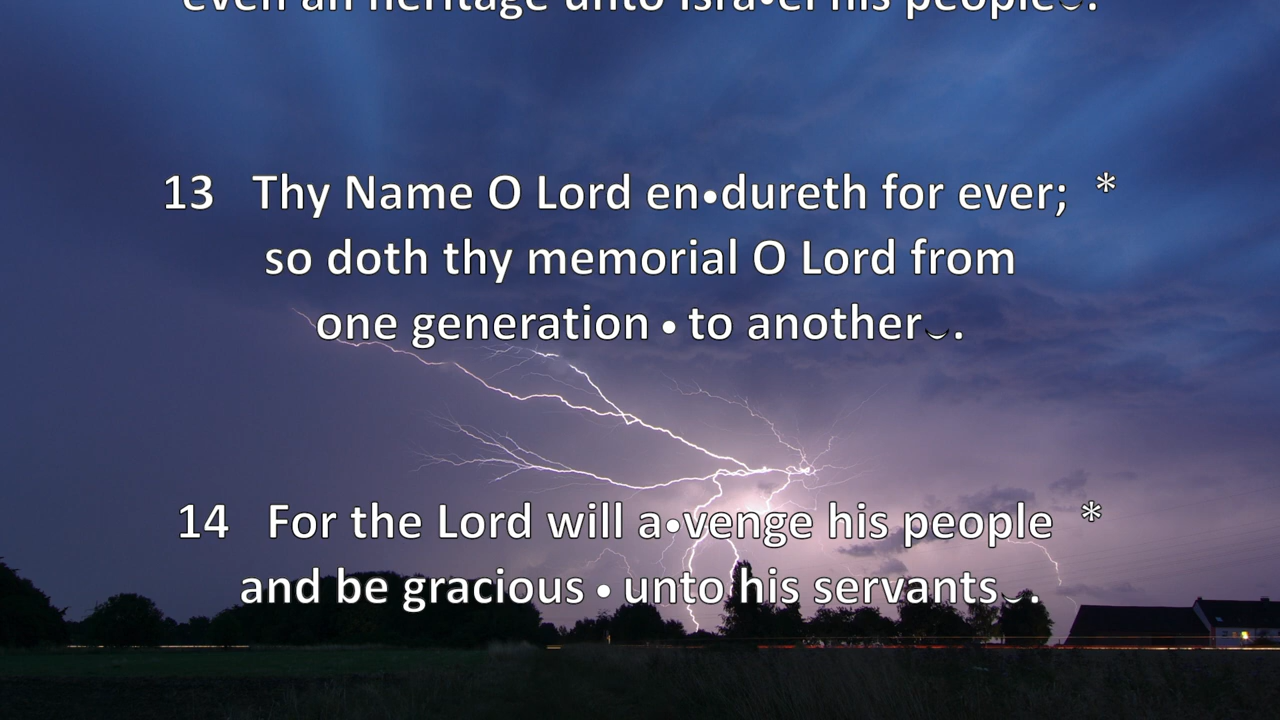 even an heritage unto Isra•el his people‿.
13 Thy Name O Lord en•dureth for ever; *
so doth thy memorial O Lord from
one generation • to another‿.
14 For the Lord will a•venge his people *
and be gracious • unto his servants‿.